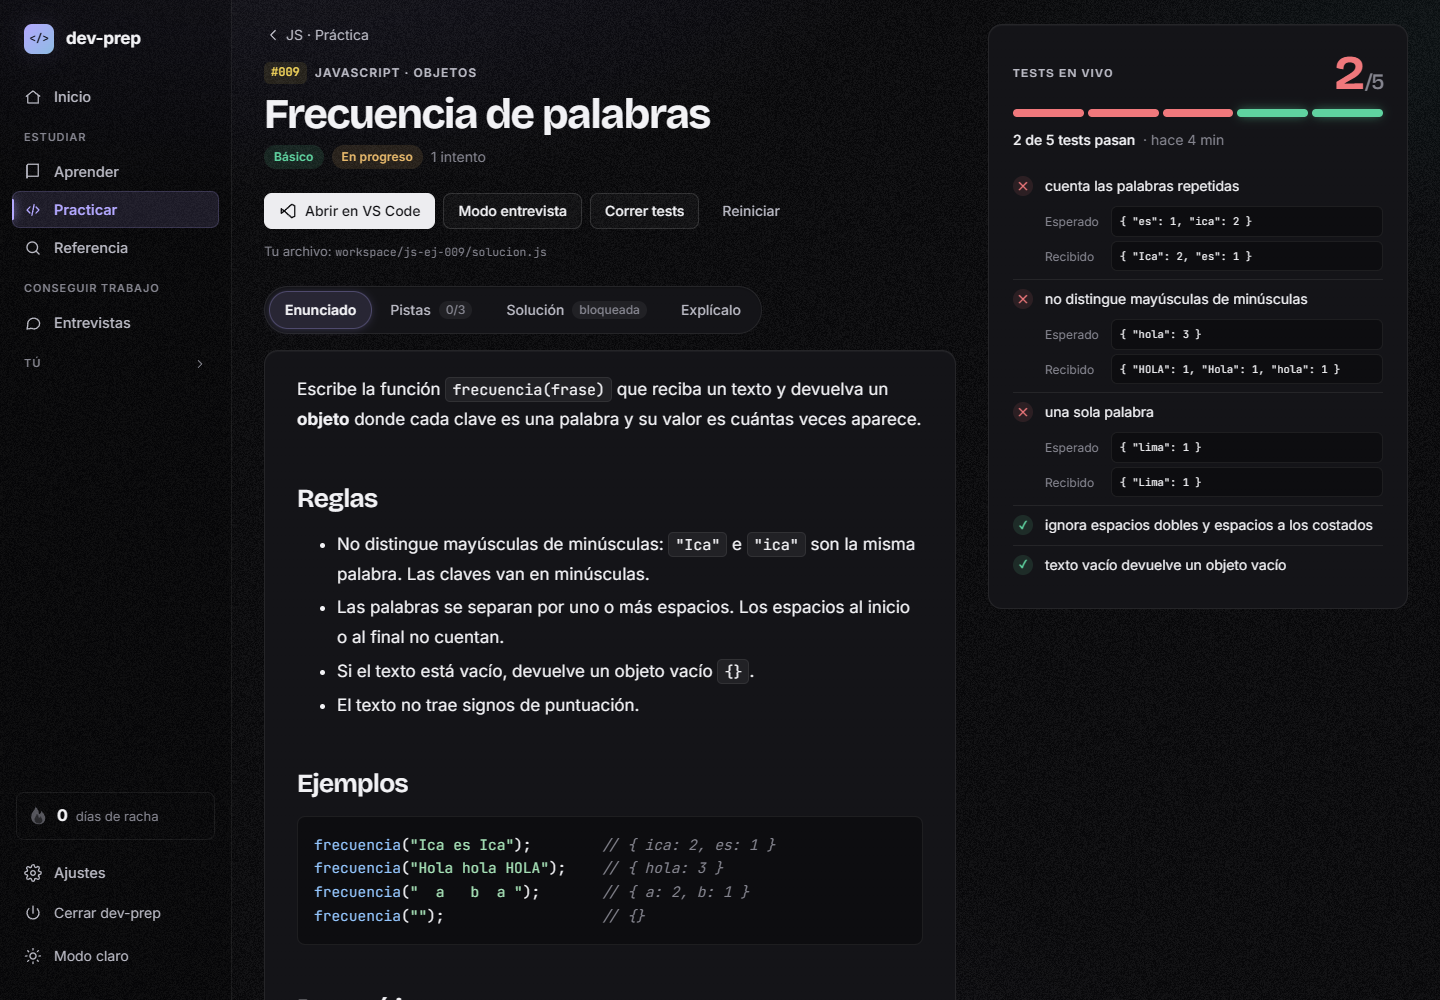 </> dev-prep
Inicio
ESTUDIAR
Aprender
</> Practicar
Referencia
CONSEGUIR TRABAJO
Entrevistas
TÚ
0 días de racha
Ajustes
Cerrar dev-prep
Modo claro
JS · Práctica
#009 JAVASCRIPT · OBJETOS
Frecuencia de palabras
Básico En progreso 1 intento
Abrir en VS Code Modo entrevista Correr tests Reiniciar
Tu archivo: workspace/js-ej-009/solucion.js
Enunciado Pistas 0/3 Solución bloqueada Explícalo
Escribe la función frecuencia(frase) que reciba un texto y devuelva un
objeto donde cada clave es una palabra y su valor es cuántas veces aparece.
Reglas
• No distingue mayúsculas de minúsculas: "Ica" e "ica" son la misma
palabra. Las claves van en minúsculas.
• Las palabras se separan por uno o más espacios. Los espacios al inicio
o al final no cuentan.
• Si el texto está vacío, devuelve un objeto vacío {}.
• El texto no trae signos de puntuación.
Ejemplos
frecuencia("Ica es Ica"); // { ica: 2, es: 1 }
frecuencia("Hola hola HOLA"); // { hola: 3 }
frecuencia("  a   b  a "); // { a: 2, b: 1 }
frecuencia(""); // {}
TESTS EN VIVO 2/5
2 de 5 tests pasan · hace 4 min
cuenta las palabras repetidas
Esperado { "es": 1, "ica": 2 }
Recibido { "Ica": 2, "es": 1 }
no distingue mayúsculas de minúsculas
Esperado { "hola": 3 }
Recibido { "HOLA": 1, "Hola": 1, "hola": 1 }
una sola palabra
Esperado { "lima": 1 }
Recibido { "Lima": 1 }
ignora espacios dobles y espacios a los costados
texto vacío devuelve un objeto vacío